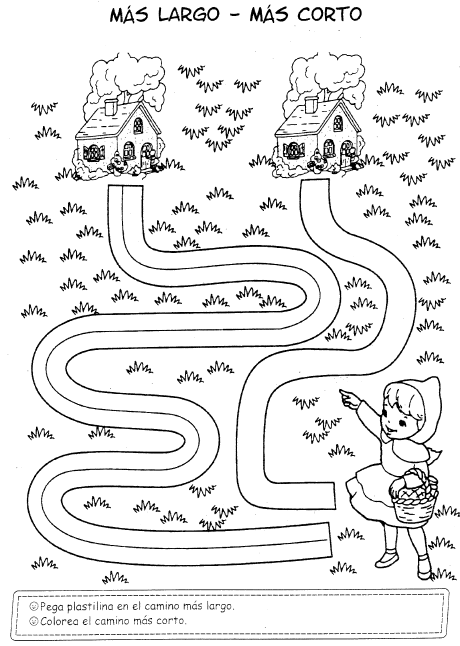 MÁS LARGO - MÁS CORTO
☺Pega plastilina en el camino más largo.
☺Colorea el camino más corto.